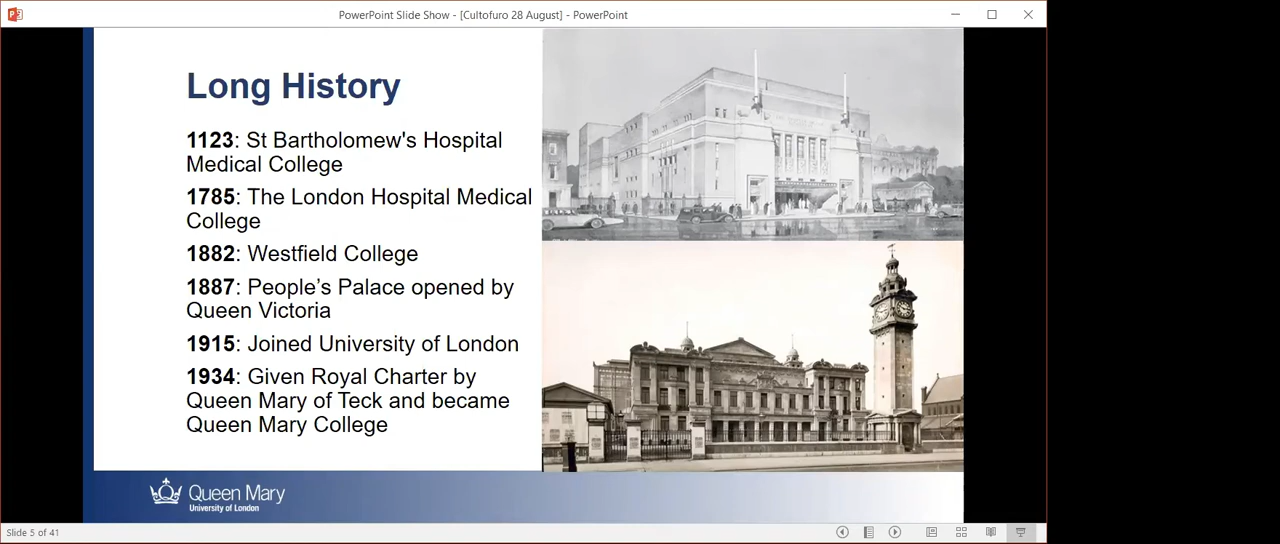 PowerPoint Slide Show - [Cultofuro 28 August] - PowerPoint
Long History
1123: St Bartholomew's Hospital
Medical College
1785: The London Hospital Medical
College
1882: Westfield College
1887: People’s Palace opened by
Queen Victoria
1915: Joined University of London
1934: Given Royal Charter by
Queen Mary of Teck and became
Queen Mary College
Queen Mary
University of London
Slide 5 of 41